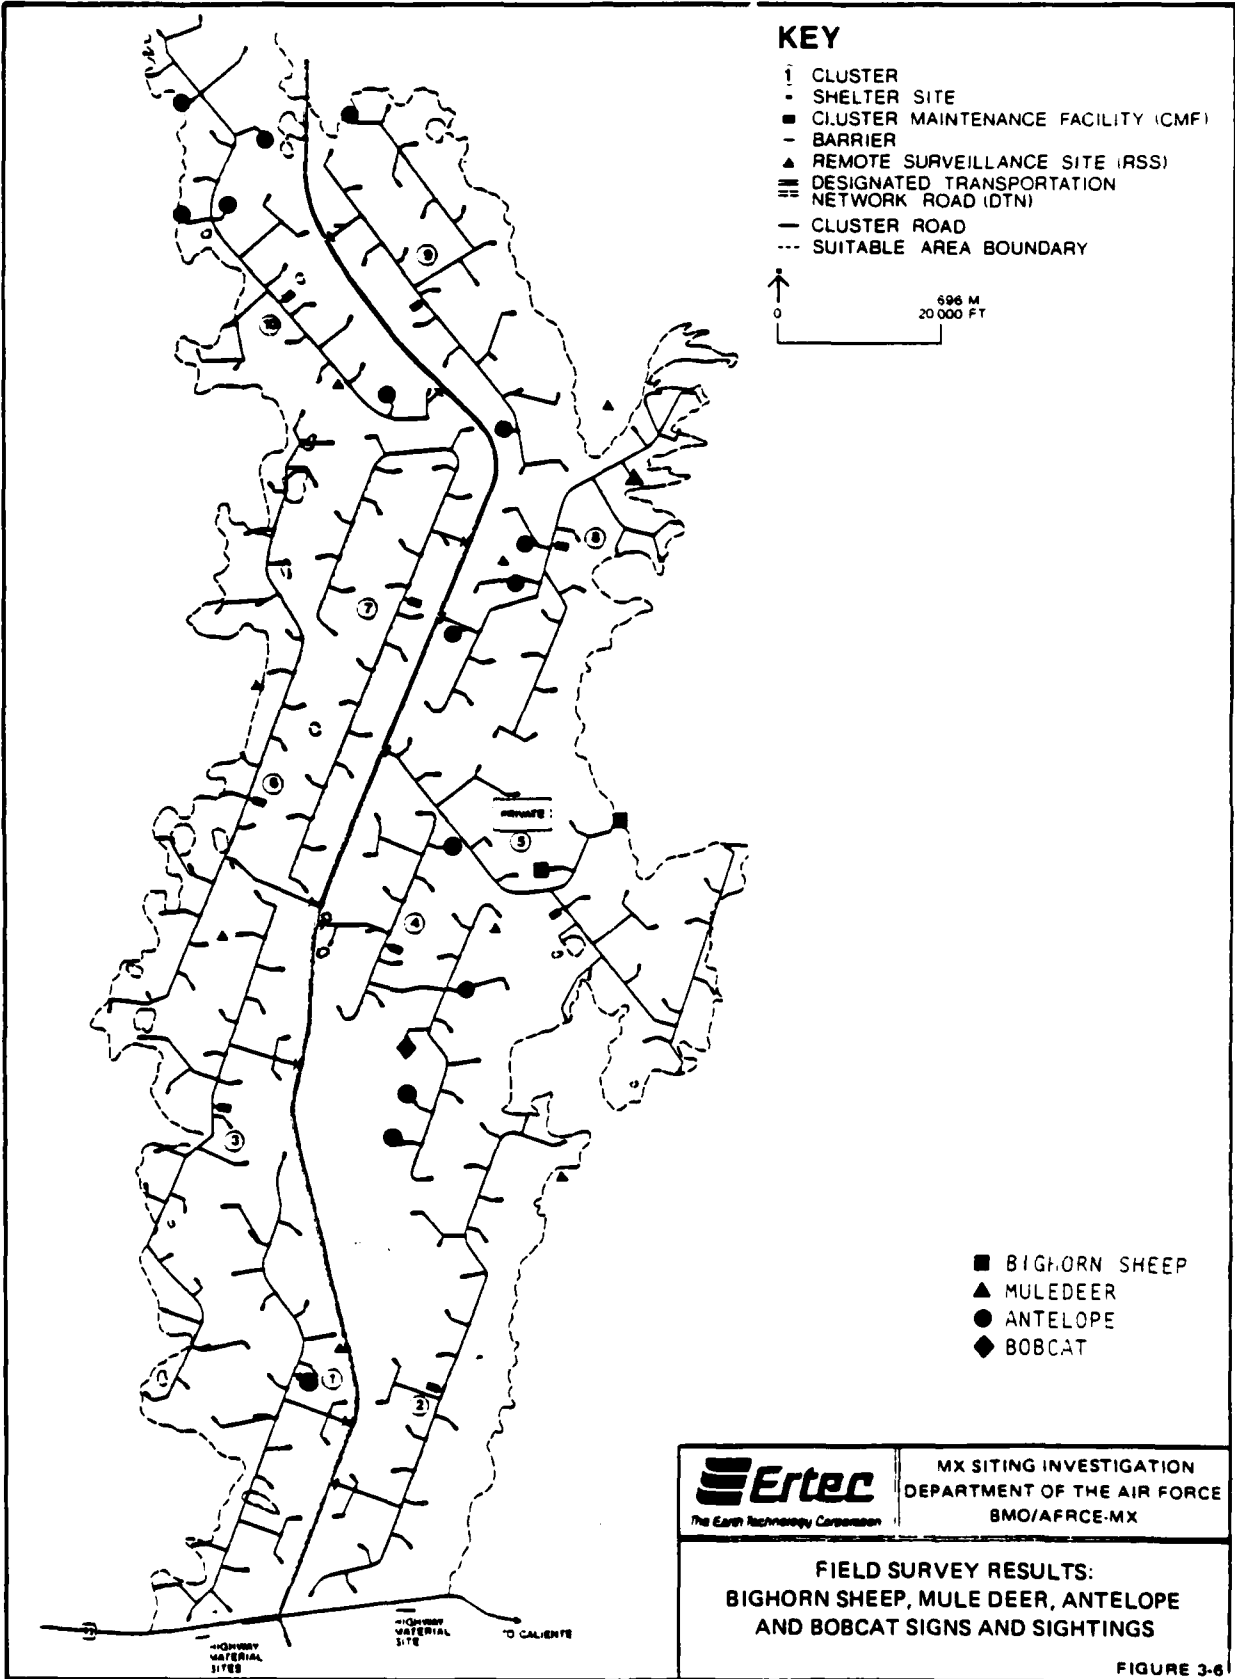 KEY
1 CLUSTER
SHELTER SITE
CLUSTER MAINTENANCE FACILITY (CMF)
BARRIER
REMOTE SURVEILLANCE SITE (RSS)
DESIGNATED TRANSPORTATION
NETWORK ROAD (DTN)
CLUSTER ROAD
SUITABLE AREA BOUNDARY
696 M
0 20 000 FT
9
10
8
7
6
PRIVATE
5
4
3
1
2
BIGHORN SHEEP
MULEDEER
ANTELOPE
BOBCAT
HIGHWAY
MATERIAL
SITES
HIGHWAY
MATERIAL
SITE
TO CALIENTE
Ertec
The Earth Technology Corporation
MX SITING INVESTIGATION
DEPARTMENT OF THE AIR FORCE
BMO/AFRCE-MX
FIELD SURVEY RESULTS:
BIGHORN SHEEP, MULE DEER, ANTELOPE
AND BOBCAT SIGNS AND SIGHTINGS
FIGURE 3-6